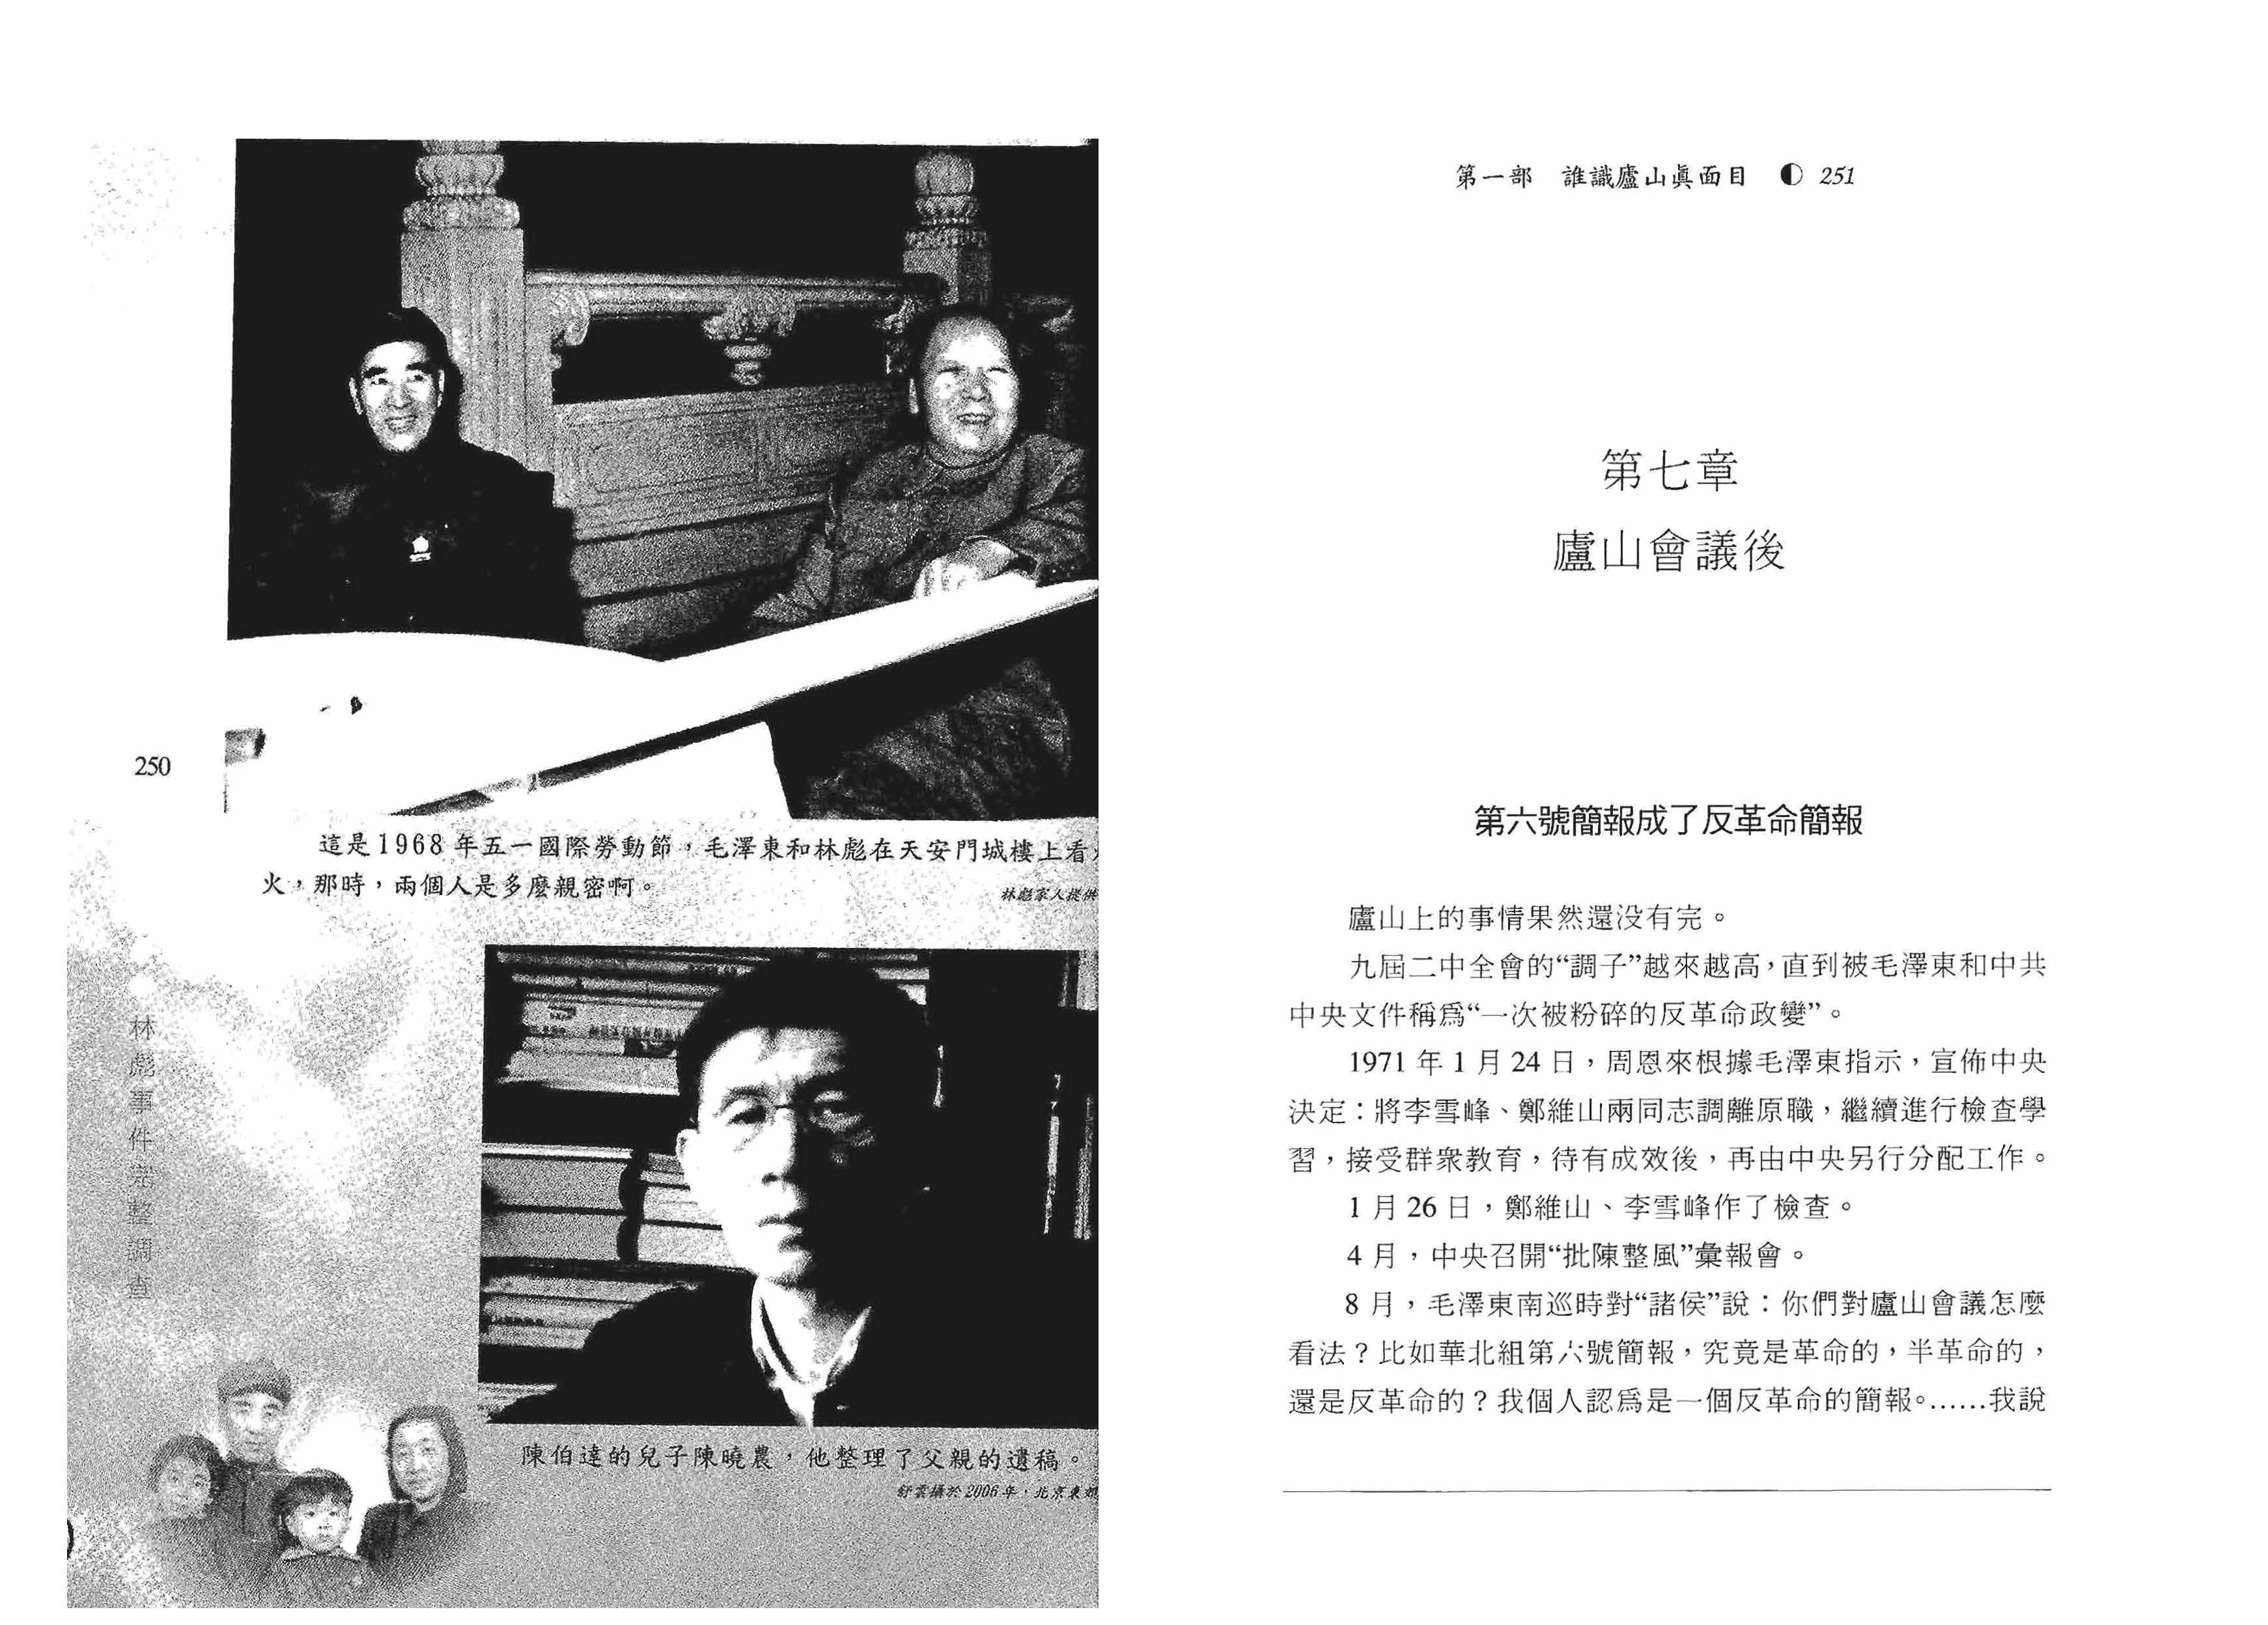 250
這是1968年五一國際勞動節，毛澤東和林彪在天安門城樓上看
火，那時，兩個人是多麼親密啊。
林彪家人提供
林彪事件完整調查
陳伯達的兒子陳曉農，他整理了父親的遺稿。
舒雲攝於2006年，北京東
第一部 誰識廬山眞面目 251
第七章
廬山會議後
第六號簡報成了反革命簡報
廬山上的事情果然還没有完。
九屆二中全會的“調子”越來越高，直到被毛澤東和中共
中央文件稱爲“一次被粉碎的反革命政變”。
1971 年 1 月 24 日，周恩來根據毛澤東指示，宣佈中央
決定：將李雪峰、鄭維山兩同志調離原職，繼續進行檢查學
習，接受群衆教育，待有成效後，再由中央另行分配工作。
1 月 26 日，鄭維山、李雪峰作了檢查。
4 月，中央召開“批陳整風”彙報會。
8 月，毛澤東南巡時對“諸侯”說：你們對廬山會議怎麼
看法？比如華北組第六號簡報，究竟是革命的，半革命的，
還是反革命的？我個人認爲是一個反革命的簡報。……我說